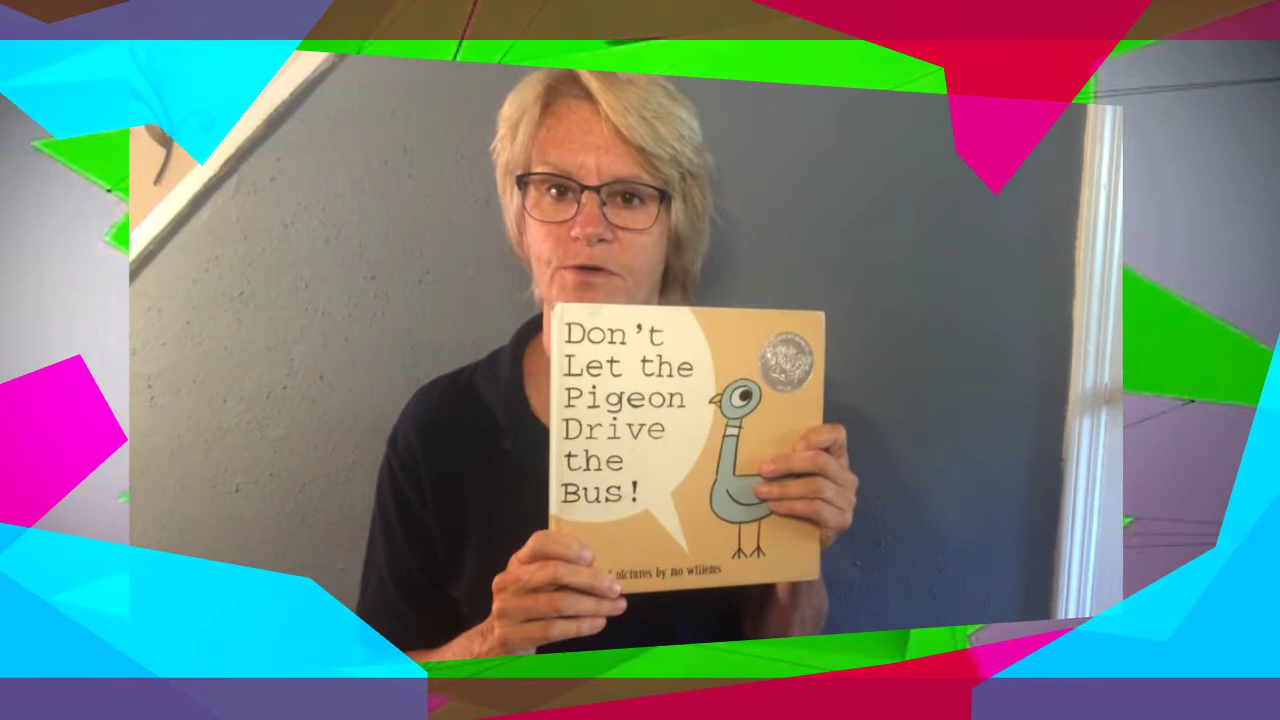 Don't
Let the
Pigeon
Drive
the
Bus!
pictures by mo willems